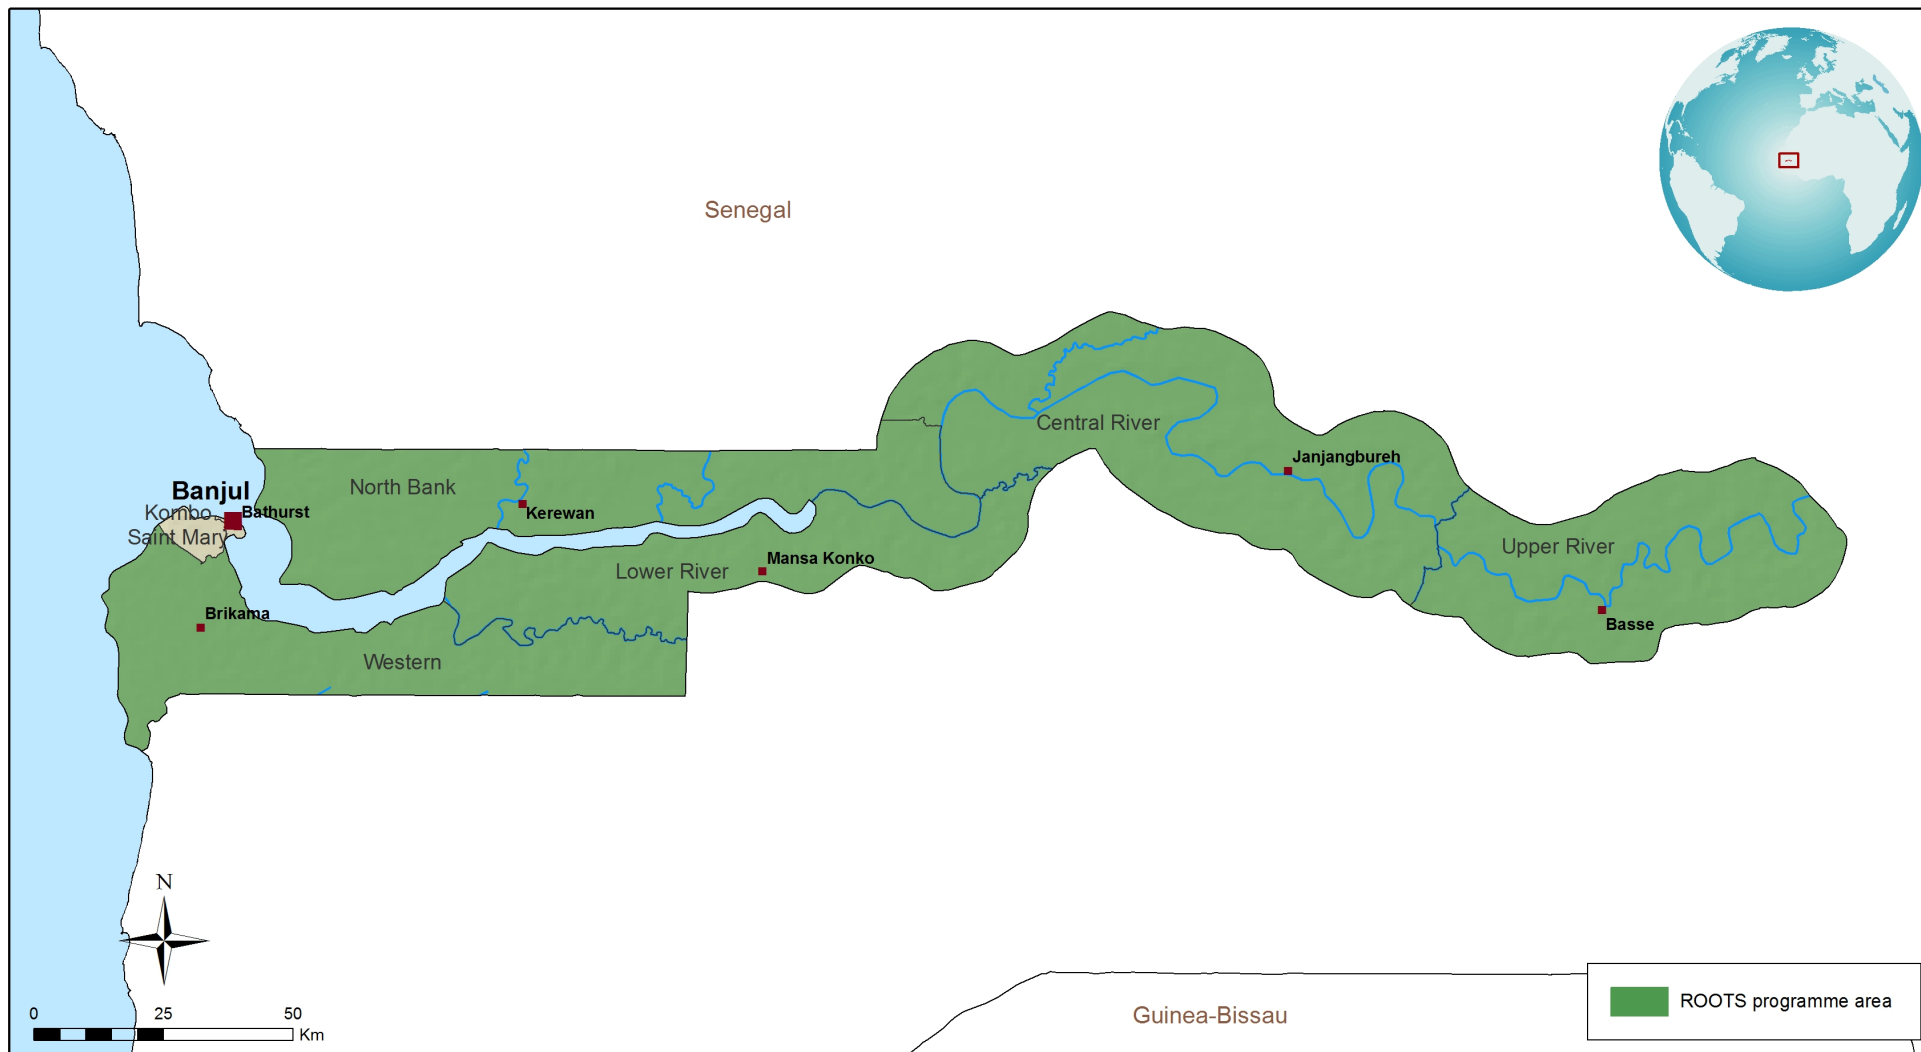 Senegal
Central River
Janjangbureh
North Bank
Banjul
Kombo
Saint Mary
Bathurst
Kerewan
Mansa Konko
Lower River
Upper River
Basse
Brikama
Western
N
0 25 50
Km
Guinea-Bissau
ROOTS programme area